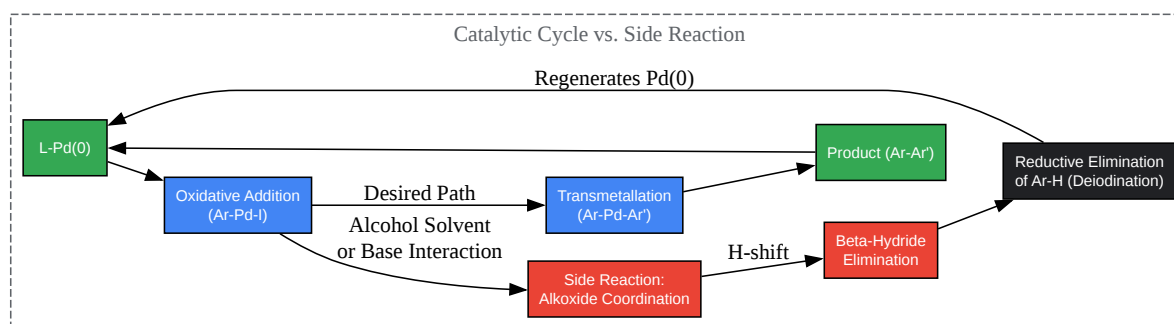 Catalytic Cycle vs. Side Reaction
Regenerates Pd(0)
L-Pd(0)
Oxidative Addition
(Ar-Pd-I)
Desired Path
Alcohol Solvent
or Base Interaction
Transmetallation
(Ar-Pd-Ar')
Product (Ar-Ar')
Side Reaction:
Alkoxide Coordination
H-shift
Beta-Hydride
Elimination
Reductive Elimination
of Ar-H (Deiodination)